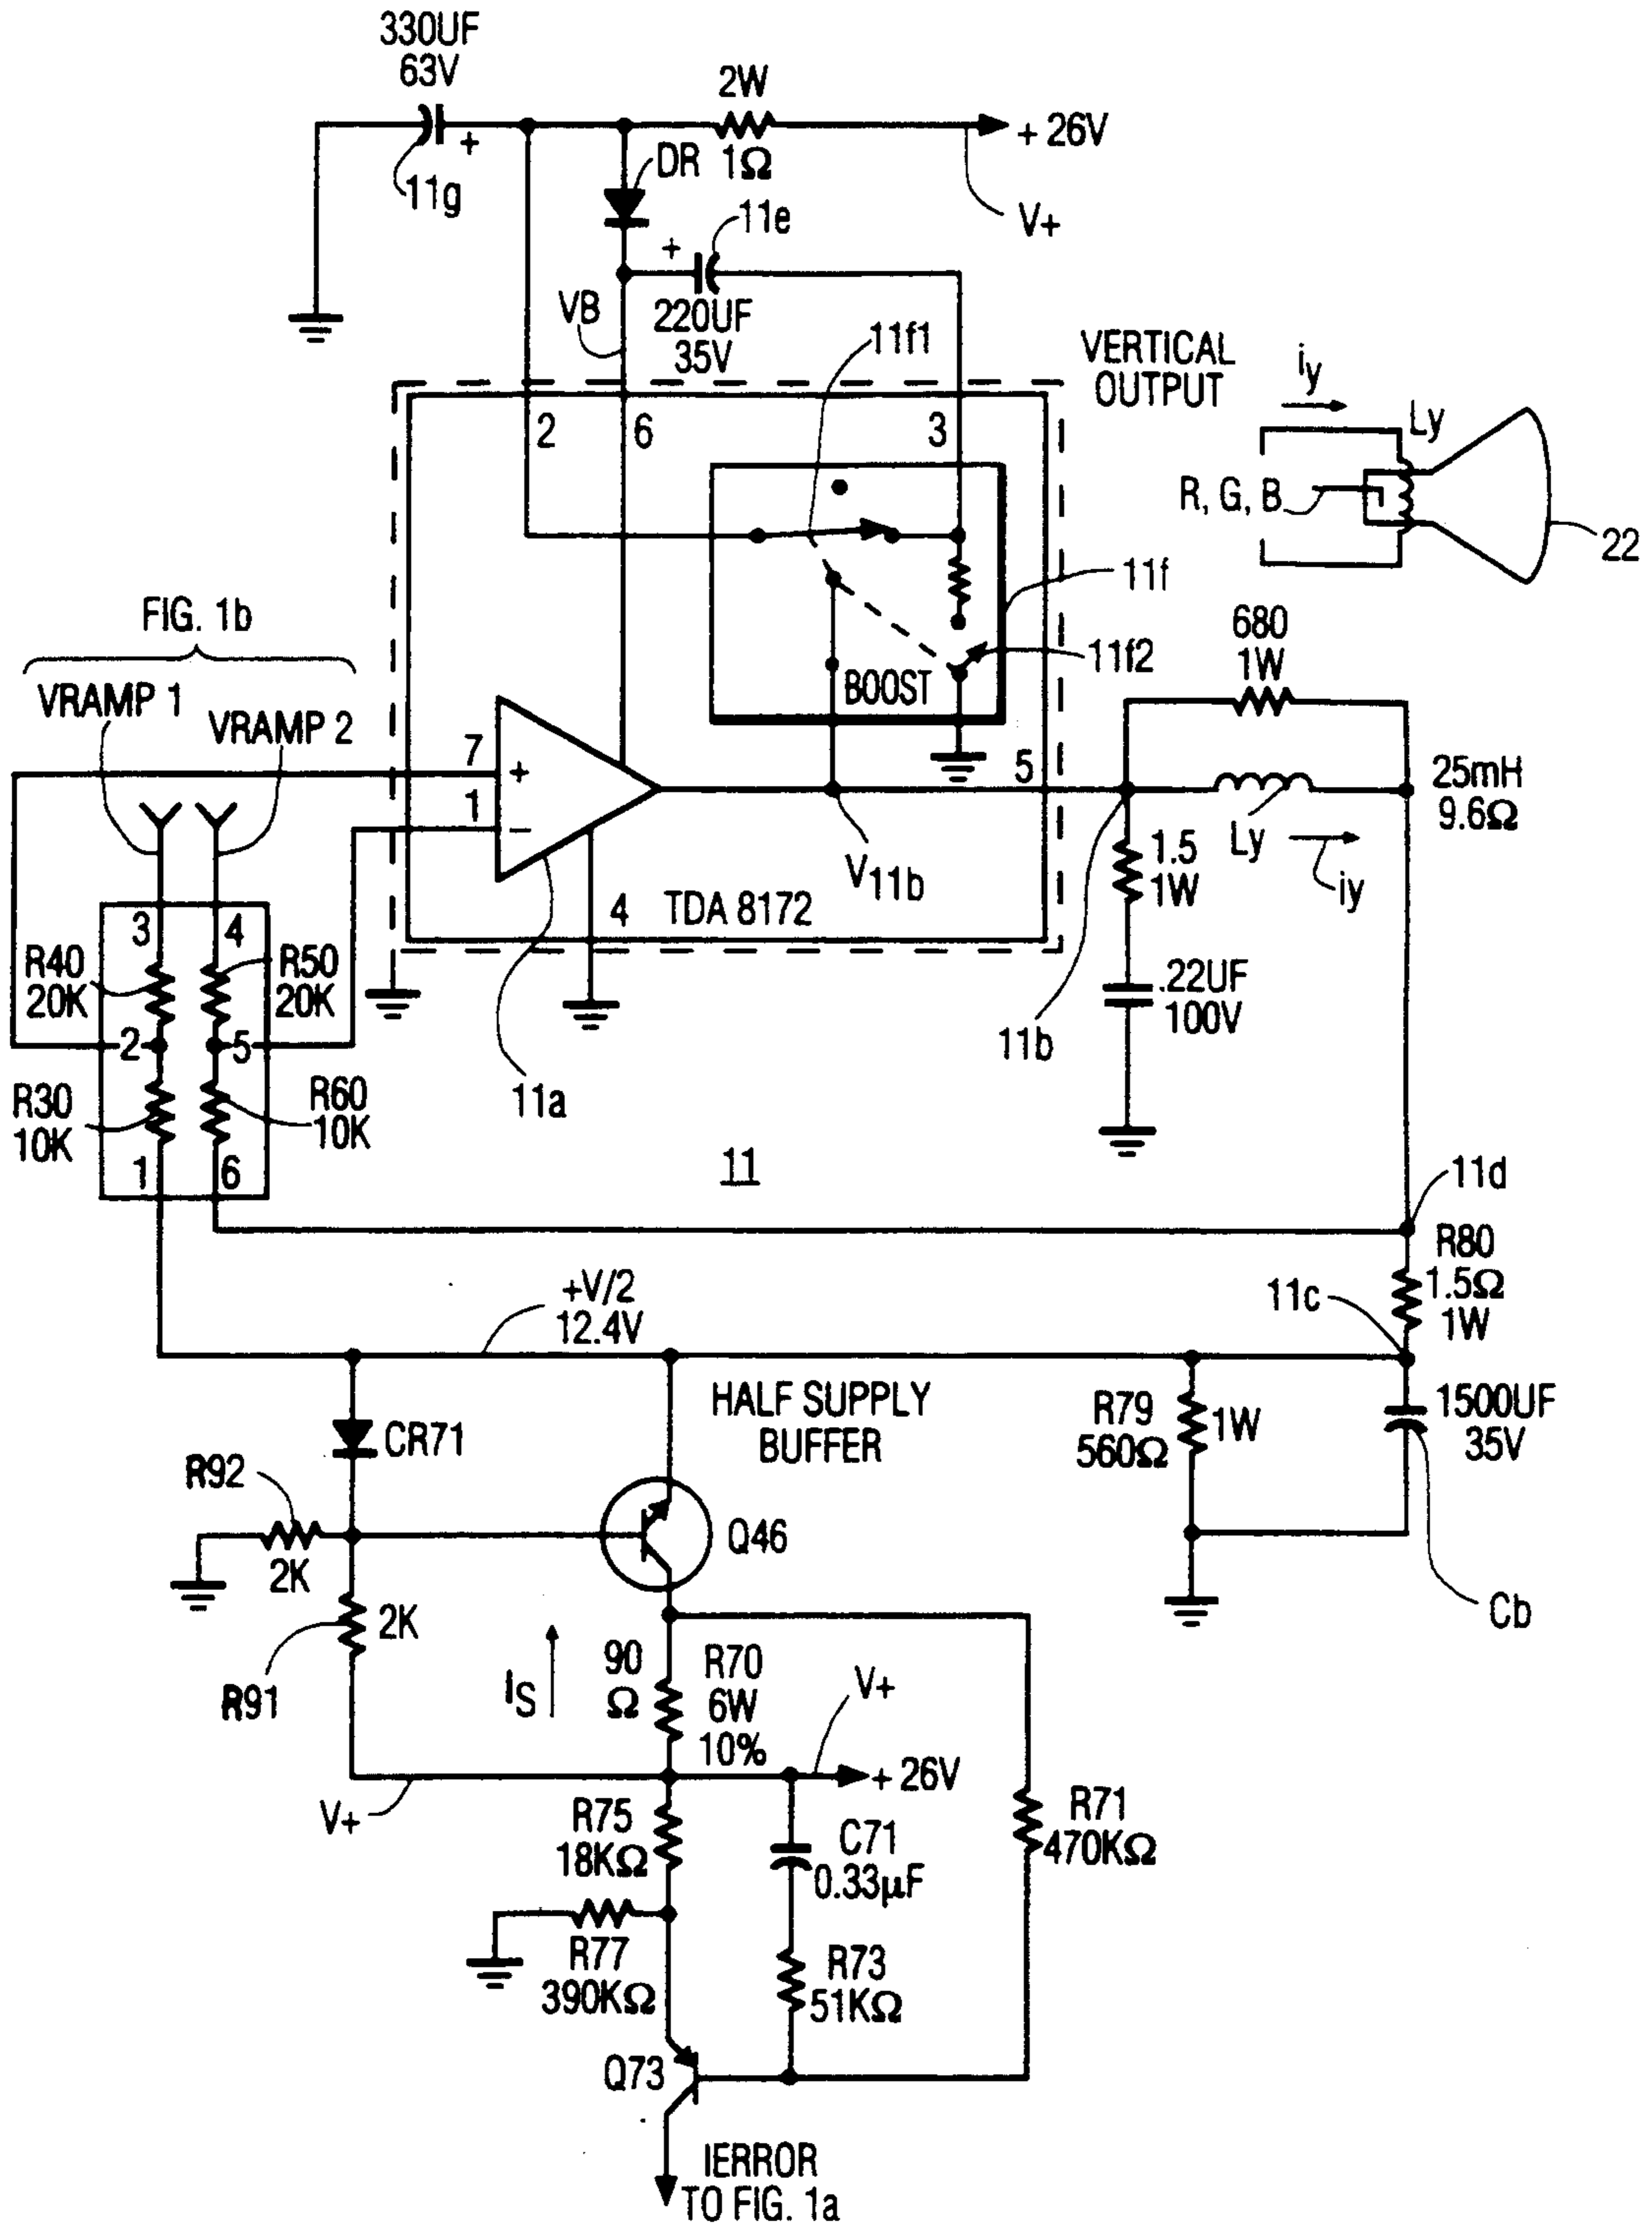 330UF
63V
+
11g
2W
1Ω
+ 26V
V+
DR
11e
+
220UF
35V
VB
11f1
VERTICAL
OUTPUT
iy
Ly
R, G, B
22
2
6
3
11f
11f2
BOOST
680
1W
FIG. 1b
VRAMP 1
VRAMP 2
7
+
1
–
5
25mH
9.6Ω
Ly
iy
V11b
1.5
1W
4
TDA 8172
.22UF
100V
11b
3
4
R40
20K
R50
20K
2
5
R30
10K
R60
10K
1
6
11a
11
11d
R80
1.5Ω
1W
11c
+V/2
12.4V
HALF SUPPLY
BUFFER
CR71
R79
560Ω
1W
1500UF
35V
Cb
R92
2K
Q46
2K
R91
IS
90
Ω
R70
6W
10%
V+
+ 26V
V+
R75
18KΩ
C71
0.33μF
R71
470KΩ
R77
390KΩ
R73
51KΩ
Q73
IERROR
TO FIG. 1a